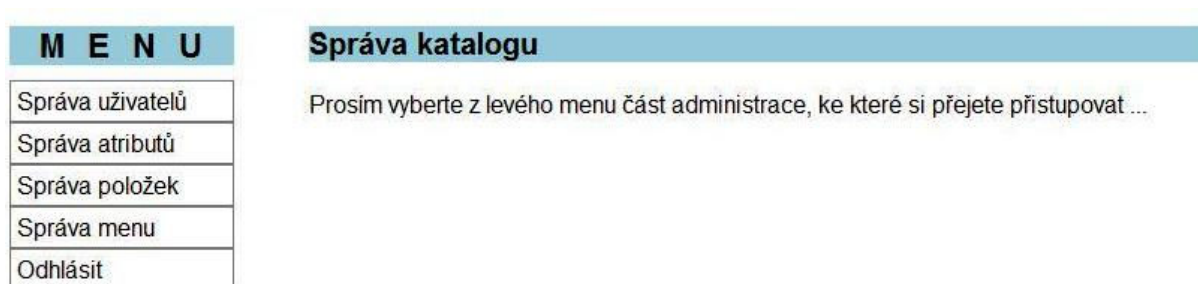 M E N U
Správa uživatelů
Správa atributů
Správa položek
Správa menu
Odhlásit
Správa katalogu
Prosím vyberte z levého menu část administrace, ke které si přejete přistupovat ...